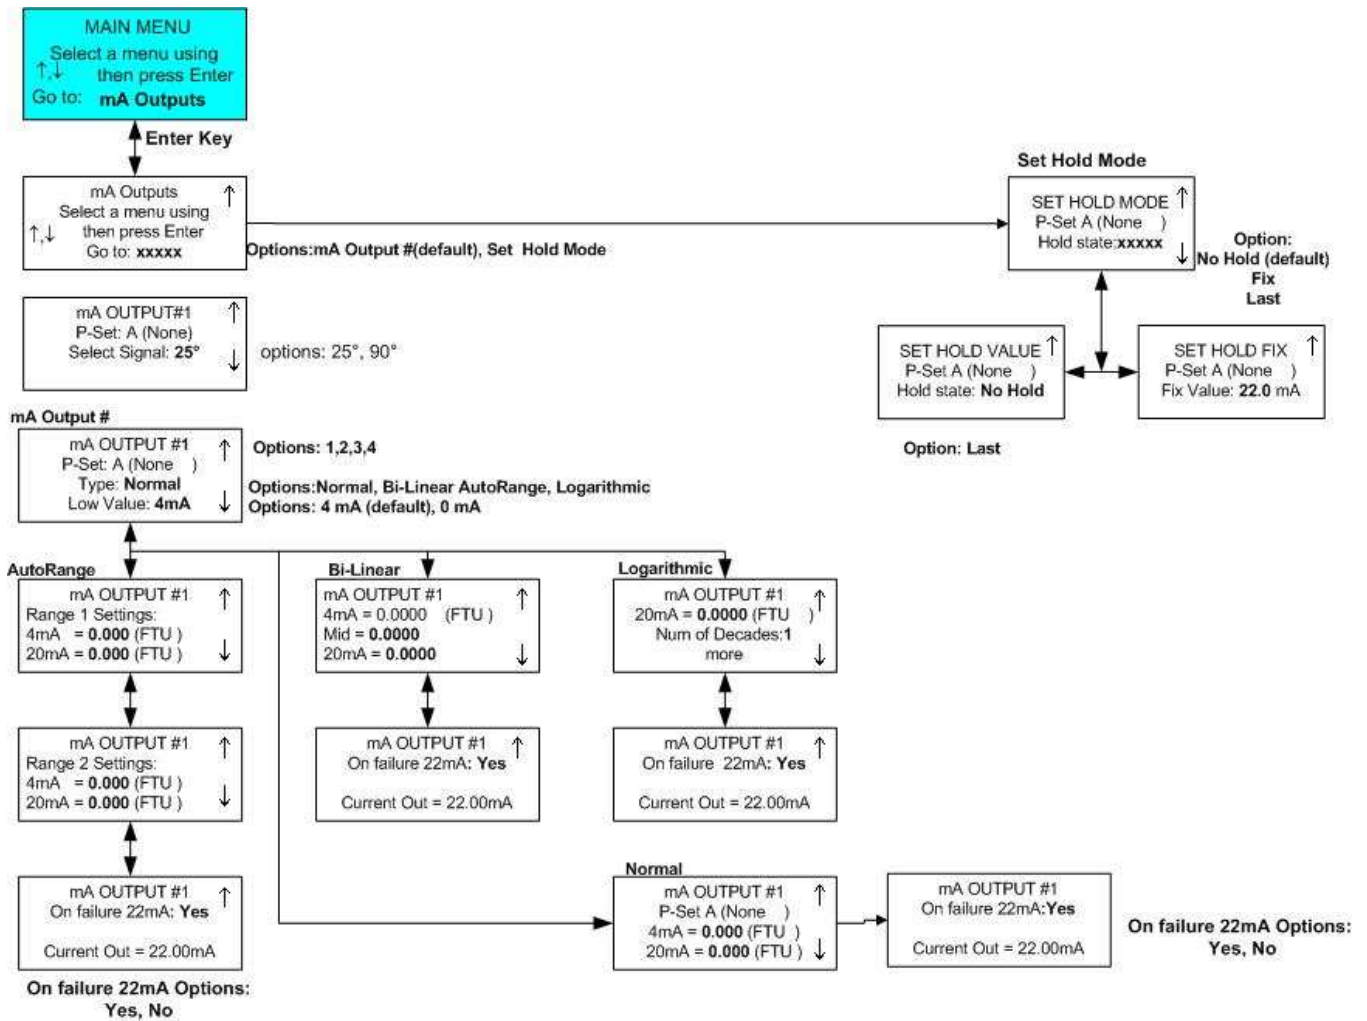 MAIN MENU
Select a menu using
↑,↓ then press Enter
Go to: mA Outputs
Enter Key
mA Outputs ↑
Select a menu using
↑,↓ then press Enter
Go to: xxxxx
Options:mA Output #(default), Set Hold Mode
Set Hold Mode
SET HOLD MODE ↑
P-Set A (None )
Hold state:xxxxx ↓
Option:
No Hold (default)
Fix
Last
SET HOLD VALUE ↑
P-Set A (None )
Hold state: No Hold
Option: Last
SET HOLD FIX ↑
P-Set A (None )
Fix Value: 22.0 mA
mA OUTPUT#1 ↑
P-Set: A (None)
Select Signal: 25° ↓
options: 25°, 90°
mA Output #
mA OUTPUT #1 ↑
P-Set: A (None )
Type: Normal
Low Value: 4mA ↓
Options: 1,2,3,4
Options:Normal, Bi-Linear AutoRange, Logarithmic
Options: 4 mA (default), 0 mA
AutoRange
mA OUTPUT #1 ↑
Range 1 Settings:
4mA = 0.000 (FTU )
20mA = 0.000 (FTU ) ↓
mA OUTPUT #1 ↑
Range 2 Settings:
4mA = 0.000 (FTU )
20mA = 0.000 (FTU ) ↓
mA OUTPUT #1 ↑
On failure 22mA: Yes
Current Out = 22.00mA
On failure 22mA Options:
Yes, No
Bi-Linear
mA OUTPUT #1 ↑
4mA = 0.0000 (FTU )
Mid = 0.0000
20mA = 0.0000 ↓
mA OUTPUT #1 ↑
On failure 22mA: Yes
Current Out = 22.00mA
Logarithmic
mA OUTPUT #1 ↑
20mA = 0.0000 (FTU )
Num of Decades:1
more ↓
mA OUTPUT #1 ↑
On failure 22mA: Yes
Current Out = 22.00mA
Normal
mA OUTPUT #1 ↑
P-Set A (None )
4mA = 0.000 (FTU )
20mA = 0.000 (FTU ) ↓
mA OUTPUT #1
On failure 22mA:Yes
Current Out = 22.00mA
On failure 22mA Options:
Yes, No